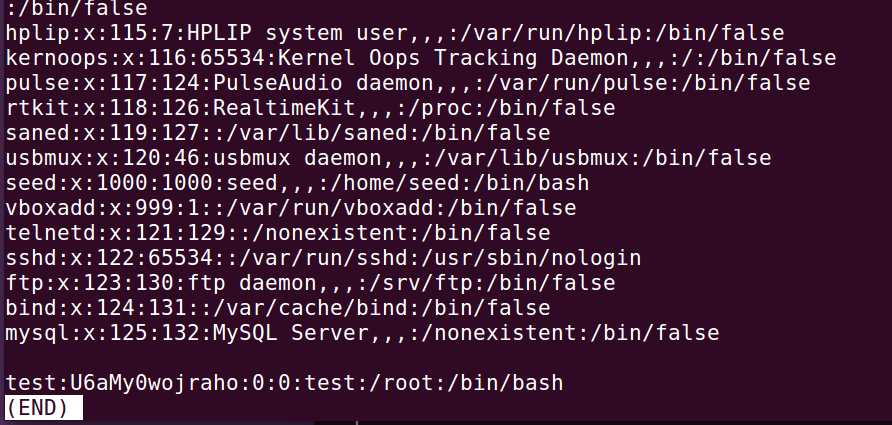 :/bin/false
hplip:x:115:7:HPLIP system user,,,:/var/run/hplip:/bin/false
kernoops:x:116:65534:Kernel Oops Tracking Daemon,,,:/:/bin/false
pulse:x:117:124:PulseAudio daemon,,,:/var/run/pulse:/bin/false
rtkit:x:118:126:RealtimeKit,,,:/proc:/bin/false
saned:x:119:127::/var/lib/saned:/bin/false
usbmux:x:120:46:usbmux daemon,,,:/var/lib/usbmux:/bin/false
seed:x:1000:1000:seed,,,:/home/seed:/bin/bash
vboxadd:x:999:1::/var/run/vboxadd:/bin/false
telnetd:x:121:129::/nonexistent:/bin/false
sshd:x:122:65534::/var/run/sshd:/usr/sbin/nologin
ftp:x:123:130:ftp daemon,,,:/srv/ftp:/bin/false
bind:x:124:131::/var/cache/bind:/bin/false
mysql:x:125:132:MySQL Server,,,:/nonexistent:/bin/false
test:U6aMy0wojraho:0:0:test:/root:/bin/bash
(END)